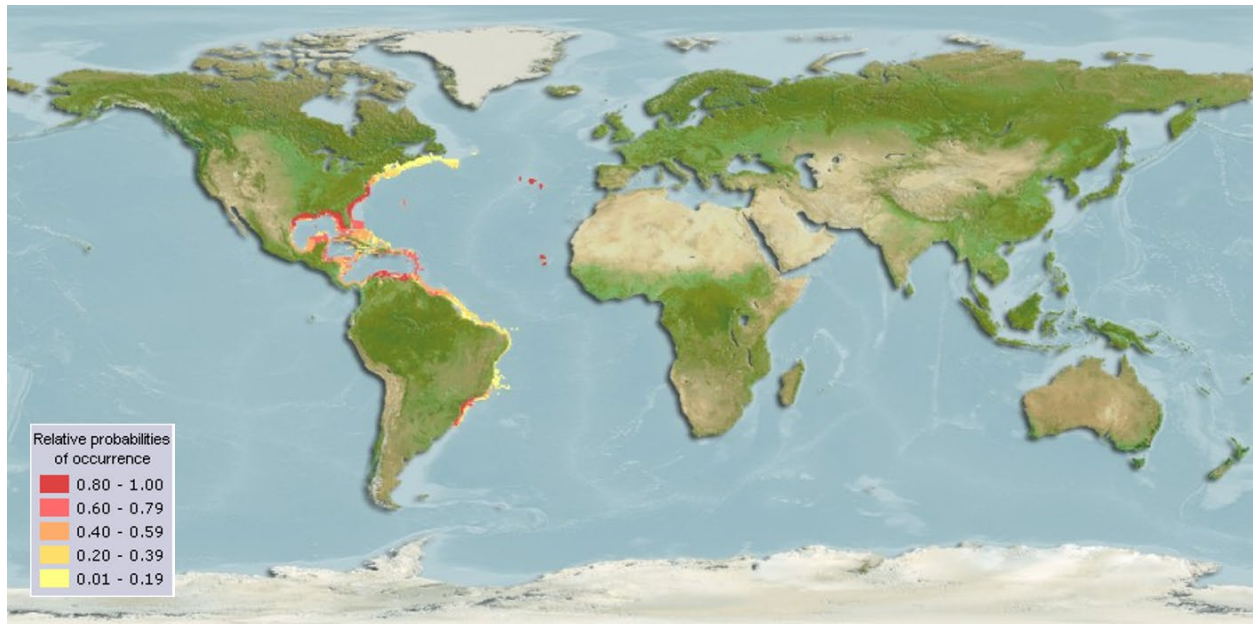 Relative probabilities
of occurrence
0.80 - 1.00
0.60 - 0.79
0.40 - 0.59
0.20 - 0.39
0.01 - 0.19